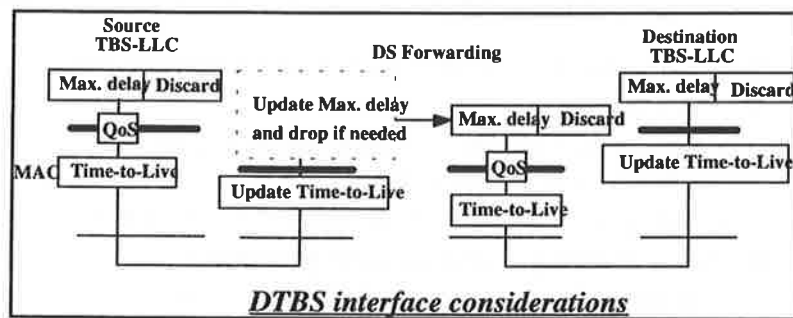 Source
TBS-LLC
DS Forwarding
Destination
TBS-LLC
Max. delay Discard
Update Max. delay
and drop if needed
Max. delay Discard
Max. delay Discard
QoS
QoS
MAC
Time-to-Live
Update Time-to-Live
Time-to-Live
Update Time-to-Live
DTBS interface considerations